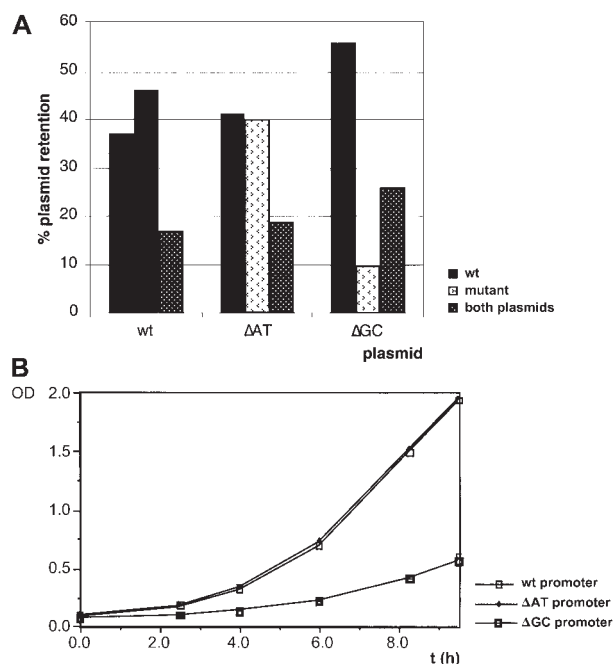 A
60
50
40
30
20
10
0
% plasmid retention
wt
ΔAT
ΔGC
plasmid
wt
mutant
both plasmids
B
OD
2.0
1.5
1.0
0.5
0.0
0.0
2.0
4.0
6.0
8.0
t (h)
wt promoter
ΔAT promoter
ΔGC promoter